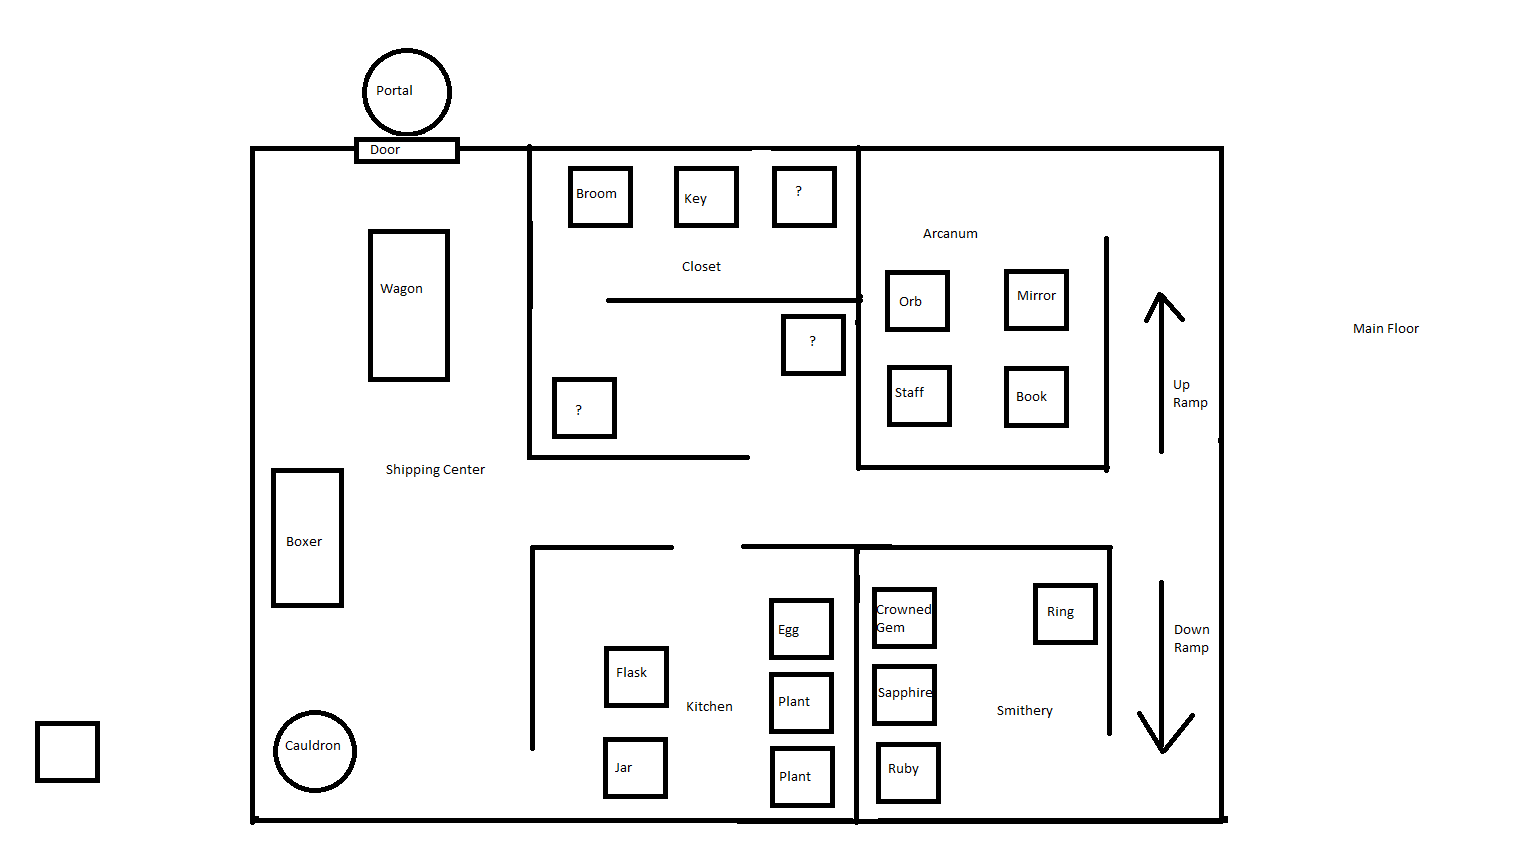 Portal
Door
Broom
Key
?
Arcanum
Closet
Wagon
Orb
Mirror
Main Floor
?
Up
Ramp
Staff
Book
?
Shipping Center
Boxer
Crowned
Gem
Ring
Egg
Down
Ramp
Flask
Sapphire
Plant
Kitchen
Smithery
Cauldron
Jar
Plant
Ruby